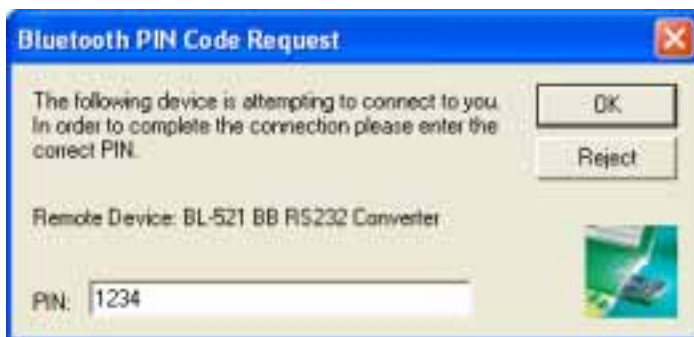 Bluetooth PIN Code Request
The following device is attempting to connect to you.
In order to complete the connection please enter the
correct PIN.
OK
Reject
Remote Device: BL-521 BB RS232 Converter
PIN: 1234